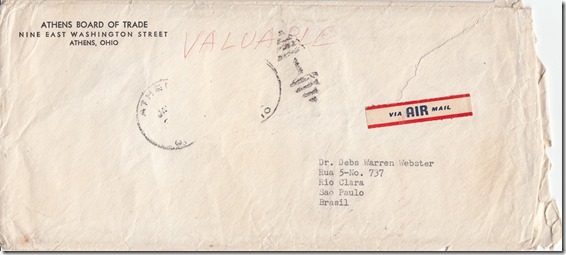 ATHENS BOARD OF TRADE
NINE EAST WASHINGTON STREET
ATHENS, OHIO
VALUABLE
ATHE
VIA AIR MAIL
Dr. Debs Warren Webster
Rua 5-No. 737
Rio Clara
Sao Paulo
Brasil